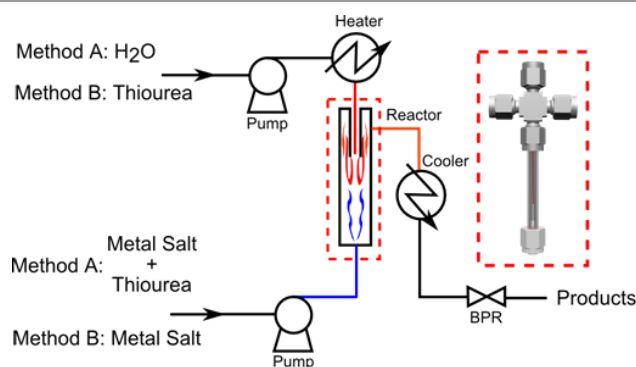 Heater
Method A: H2O
Method B: Thiourea
Pump
Reactor
Cooler
Metal Salt
Method A: +
Thiourea
Method B: Metal Salt
Pump
BPR
Products